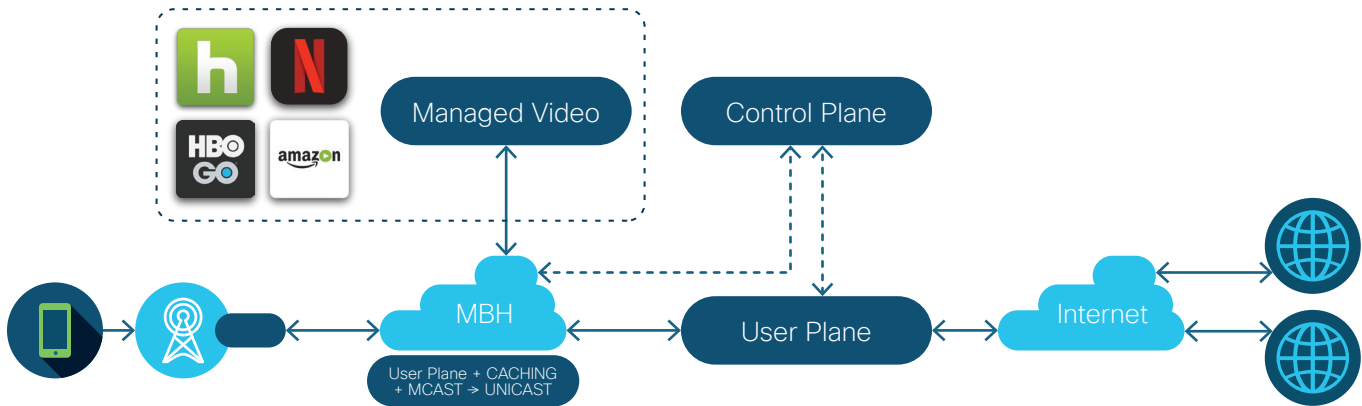 h
N
HBO
GO
amazon
Managed Video
Control Plane
MBH
User Plane
Internet
User Plane + CACHING
+ MCAST → UNICAST